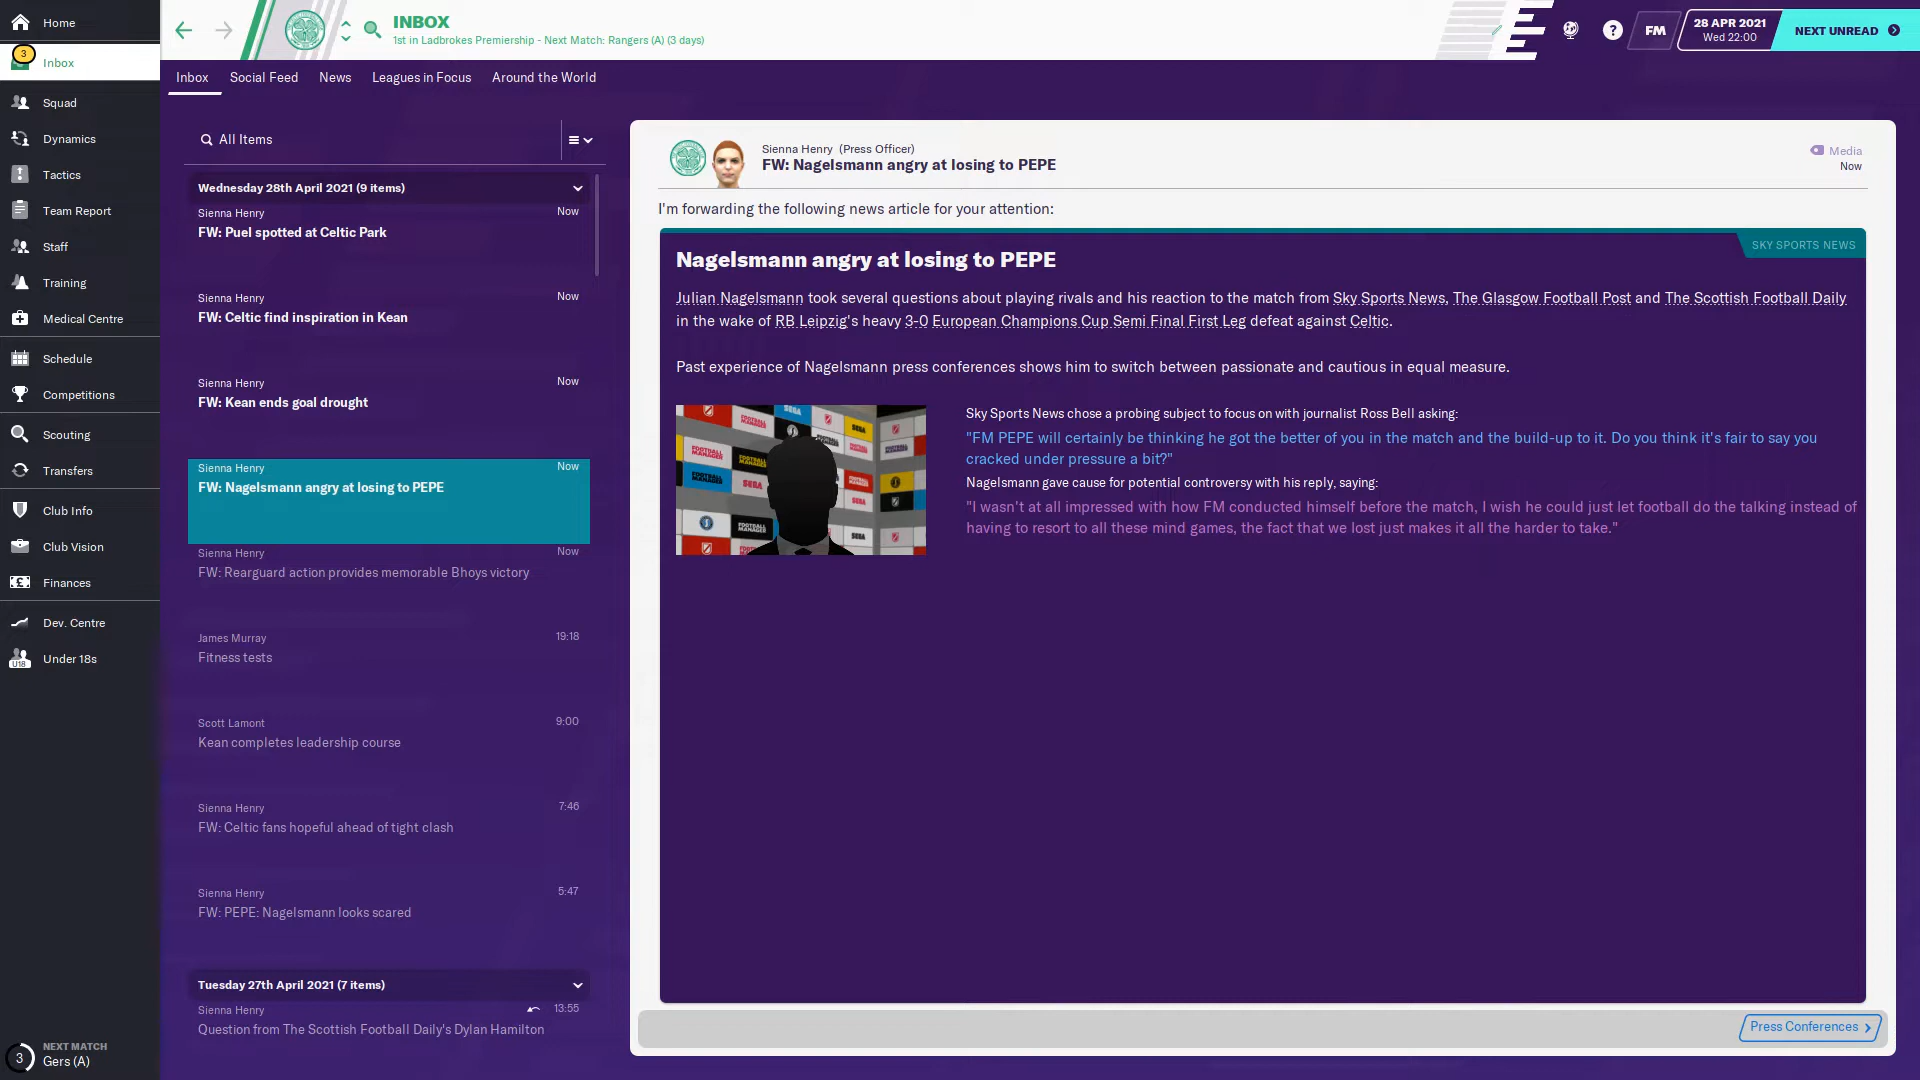 Home
3
Inbox
Squad
Dynamics
Tactics
Team Report
Staff
Training
Medical Centre
Schedule
Competitions
Scouting
Transfers
Club Info
Club Vision
Finances
Dev. Centre
U18
Under 18s
3
NEXT MATCH
Gers (A)
INBOX
1st in Ladbrokes Premiership - Next Match: Rangers (A) (3 days)
?
FM
28 APR 2021
Wed 22:00
NEXT UNREAD
Inbox
Social Feed
News
Leagues in Focus
Around the World
All Items
Wednesday 28th April 2021 (9 items)
Sienna Henry
Now
FW: Puel spotted at Celtic Park
Sienna Henry
Now
FW: Celtic find inspiration in Kean
Sienna Henry
Now
FW: Kean ends goal drought
Sienna Henry
Now
FW: Nagelsmann angry at losing to PEPE
Sienna Henry
Now
FW: Rearguard action provides memorable Bhoys victory
James Murray
19:18
Fitness tests
Scott Lamont
9:00
Kean completes leadership course
Sienna Henry
7:46
FW: Celtic fans hopeful ahead of tight clash
Sienna Henry
5:47
FW: PEPE: Nagelsmann looks scared
Tuesday 27th April 2021 (7 items)
Sienna Henry
13:55
Question from The Scottish Football Daily's Dylan Hamilton
Sienna Henry (Press Officer)
FW: Nagelsmann angry at losing to PEPE
Media
Now
I'm forwarding the following news article for your attention:
SKY SPORTS NEWS
Nagelsmann angry at losing to PEPE
Julian Nagelsmann took several questions about playing rivals and his reaction to the match from Sky Sports News, The Glasgow Football Post and The Scottish Football Daily
in the wake of RB Leipzig's heavy 3-0 European Champions Cup Semi Final First Leg defeat against Celtic.
Past experience of Nagelsmann press conferences shows him to switch between passionate and cautious in equal measure.
SEGA
FOOTBALL MANAGER
Sky Sports News chose a probing subject to focus on with journalist Ross Bell asking:
"FM PEPE will certainly be thinking he got the better of you in the match and the build-up to it. Do you think it's fair to say you
cracked under pressure a bit?"
Nagelsmann gave cause for potential controversy with his reply, saying:
"I wasn't at all impressed with how FM conducted himself before the match, I wish he could just let football do the talking instead of
having to resort to all these mind games, the fact that we lost just makes it all the harder to take."
Press Conferences